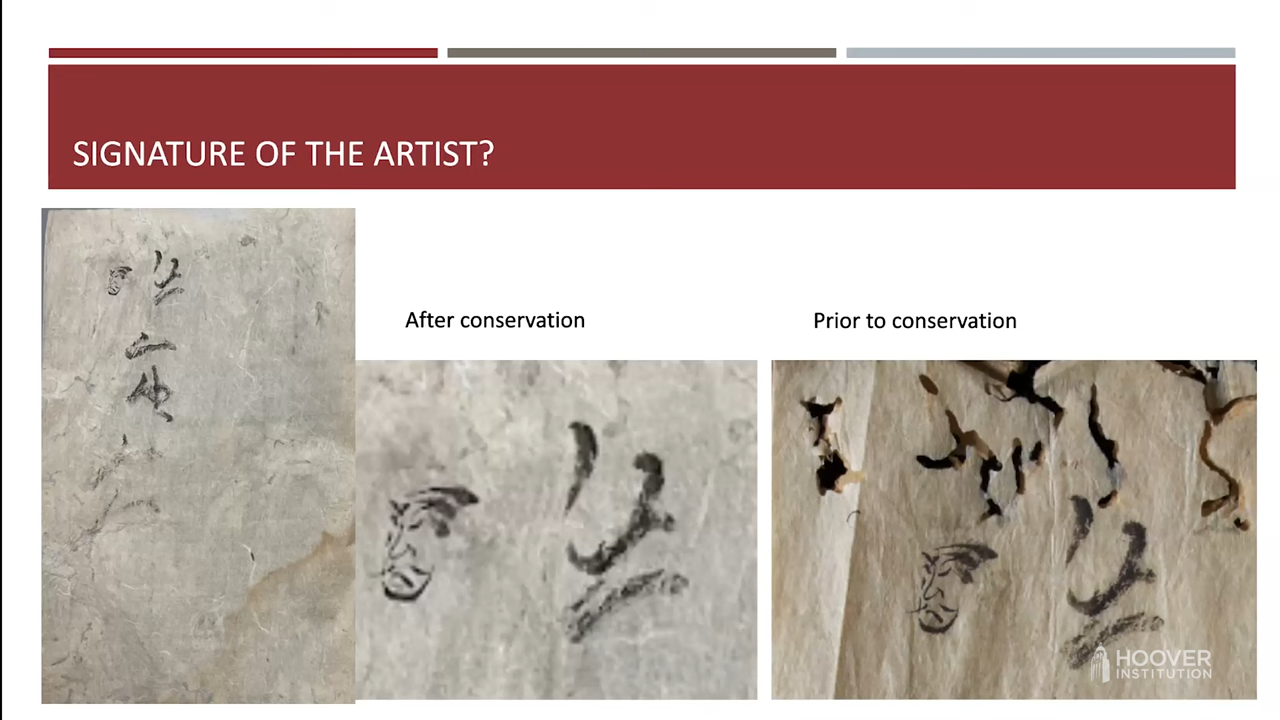 SIGNATURE OF THE ARTIST?
After conservation
Prior to conservation
HOOVER
INSTITUTION